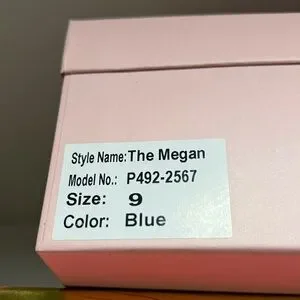 Style Name:The Megan
Model No.: P492-2567
Size: 9
Color: Blue